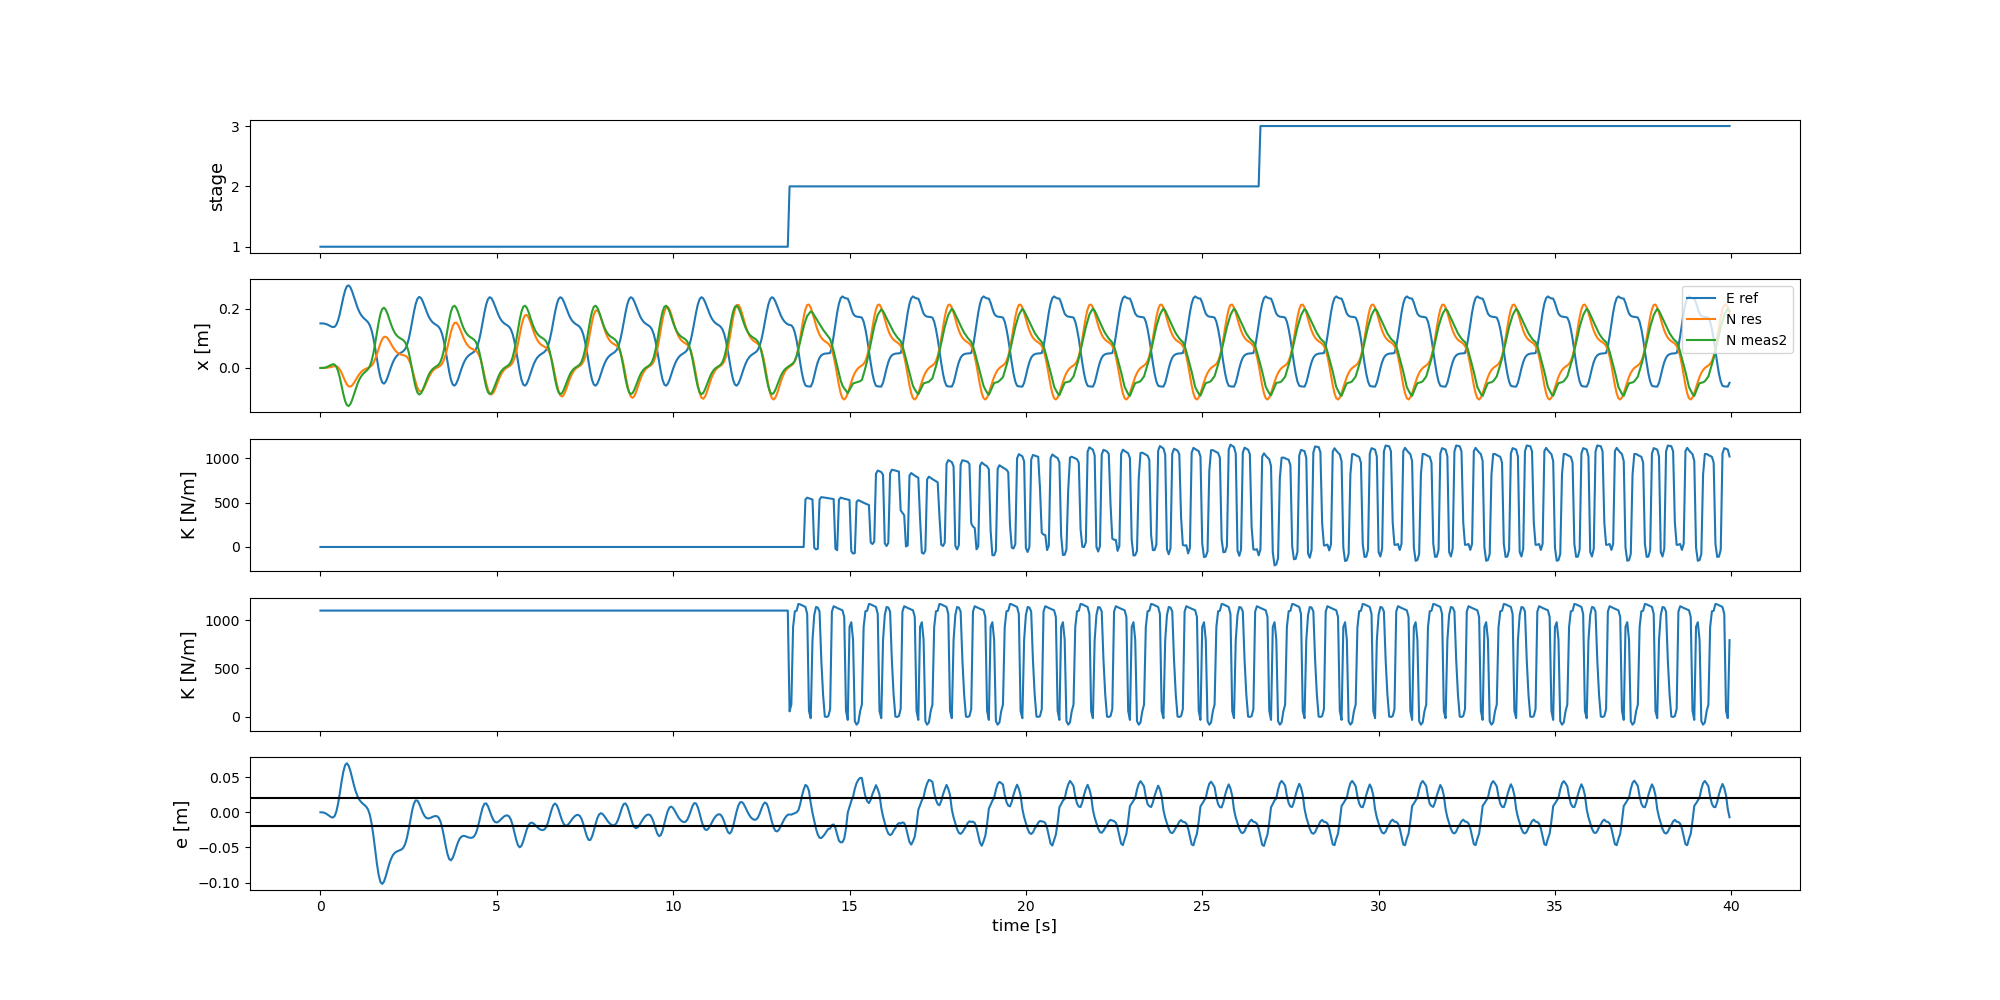 3
2
1
stage
0.2
0.0
x [m]
E ref
N res
N meas2
1000
500
0
K [N/m]
1000
500
0
K [N/m]
0.05
0.00
−0.05
−0.10
e [m]
0 5 10 15 20 25 30 35 40
time [s]